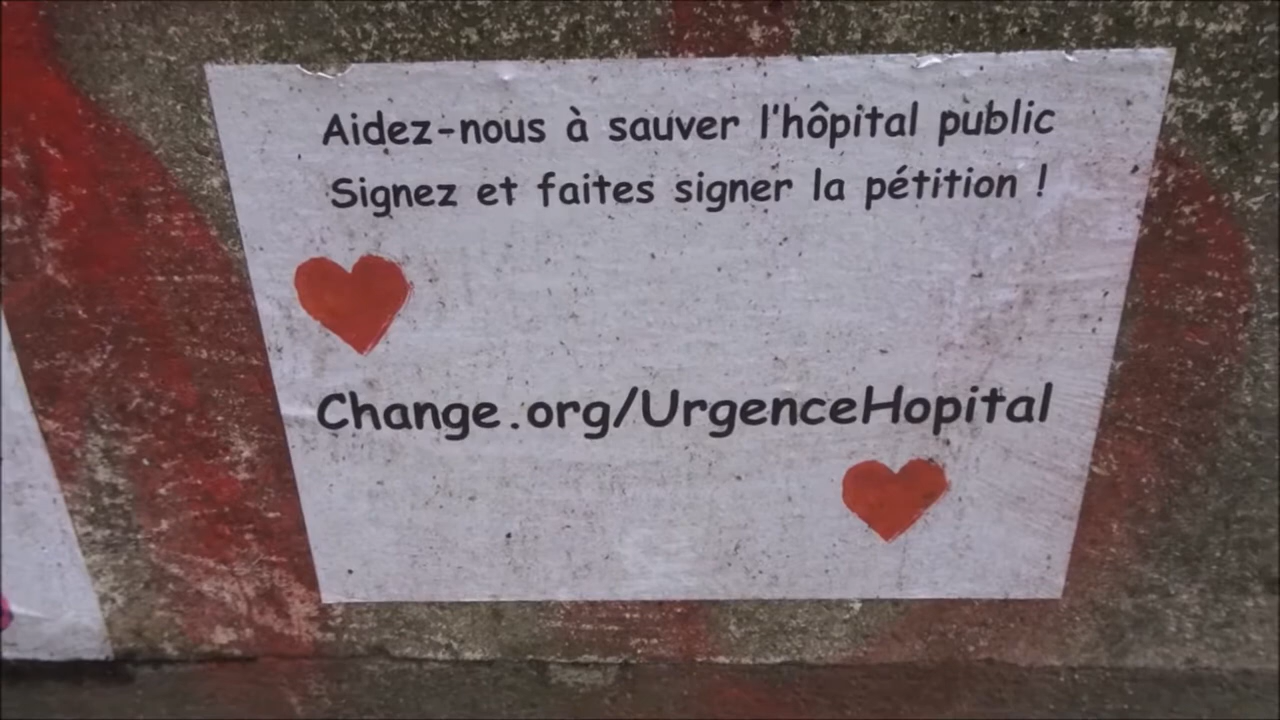 Aidez-nous à sauver l'hôpital public
Signez et faites signer la pétition !
Change.org/UrgenceHopital